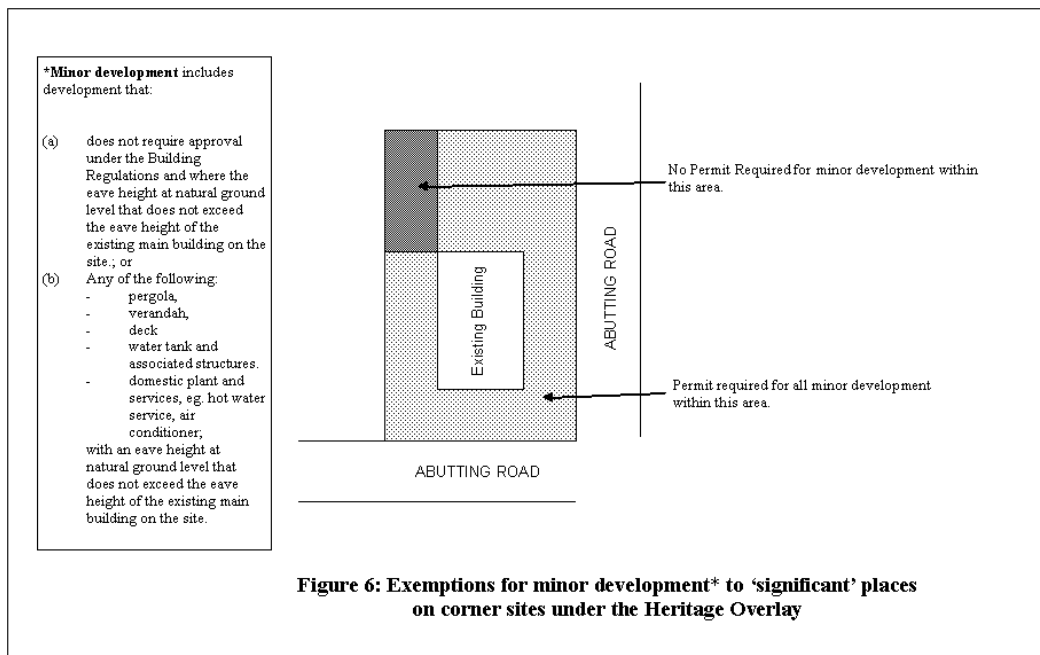 *Minor development includes
development that:
(a) does not require approval
under the Building
Regulations and where the
eave height at natural ground
level that does not exceed
the eave height of the
existing main building on the
site.; or
(b) Any of the following:
- pergola,
- verandah,
- deck
- water tank and
associated structures.
- domestic plant and
services, eg. hot water
service, air
conditioner;
with an eave height at
natural ground level that
does not exceed the eave
height of the existing main
building on the site.
No Permit Required for minor development within
this area.
Existing Building
ABUTTING ROAD
Permit required for all minor development
within this area.
ABUTTING ROAD
Figure 6: Exemptions for minor development* to ‘significant’ places
on corner sites under the Heritage Overlay